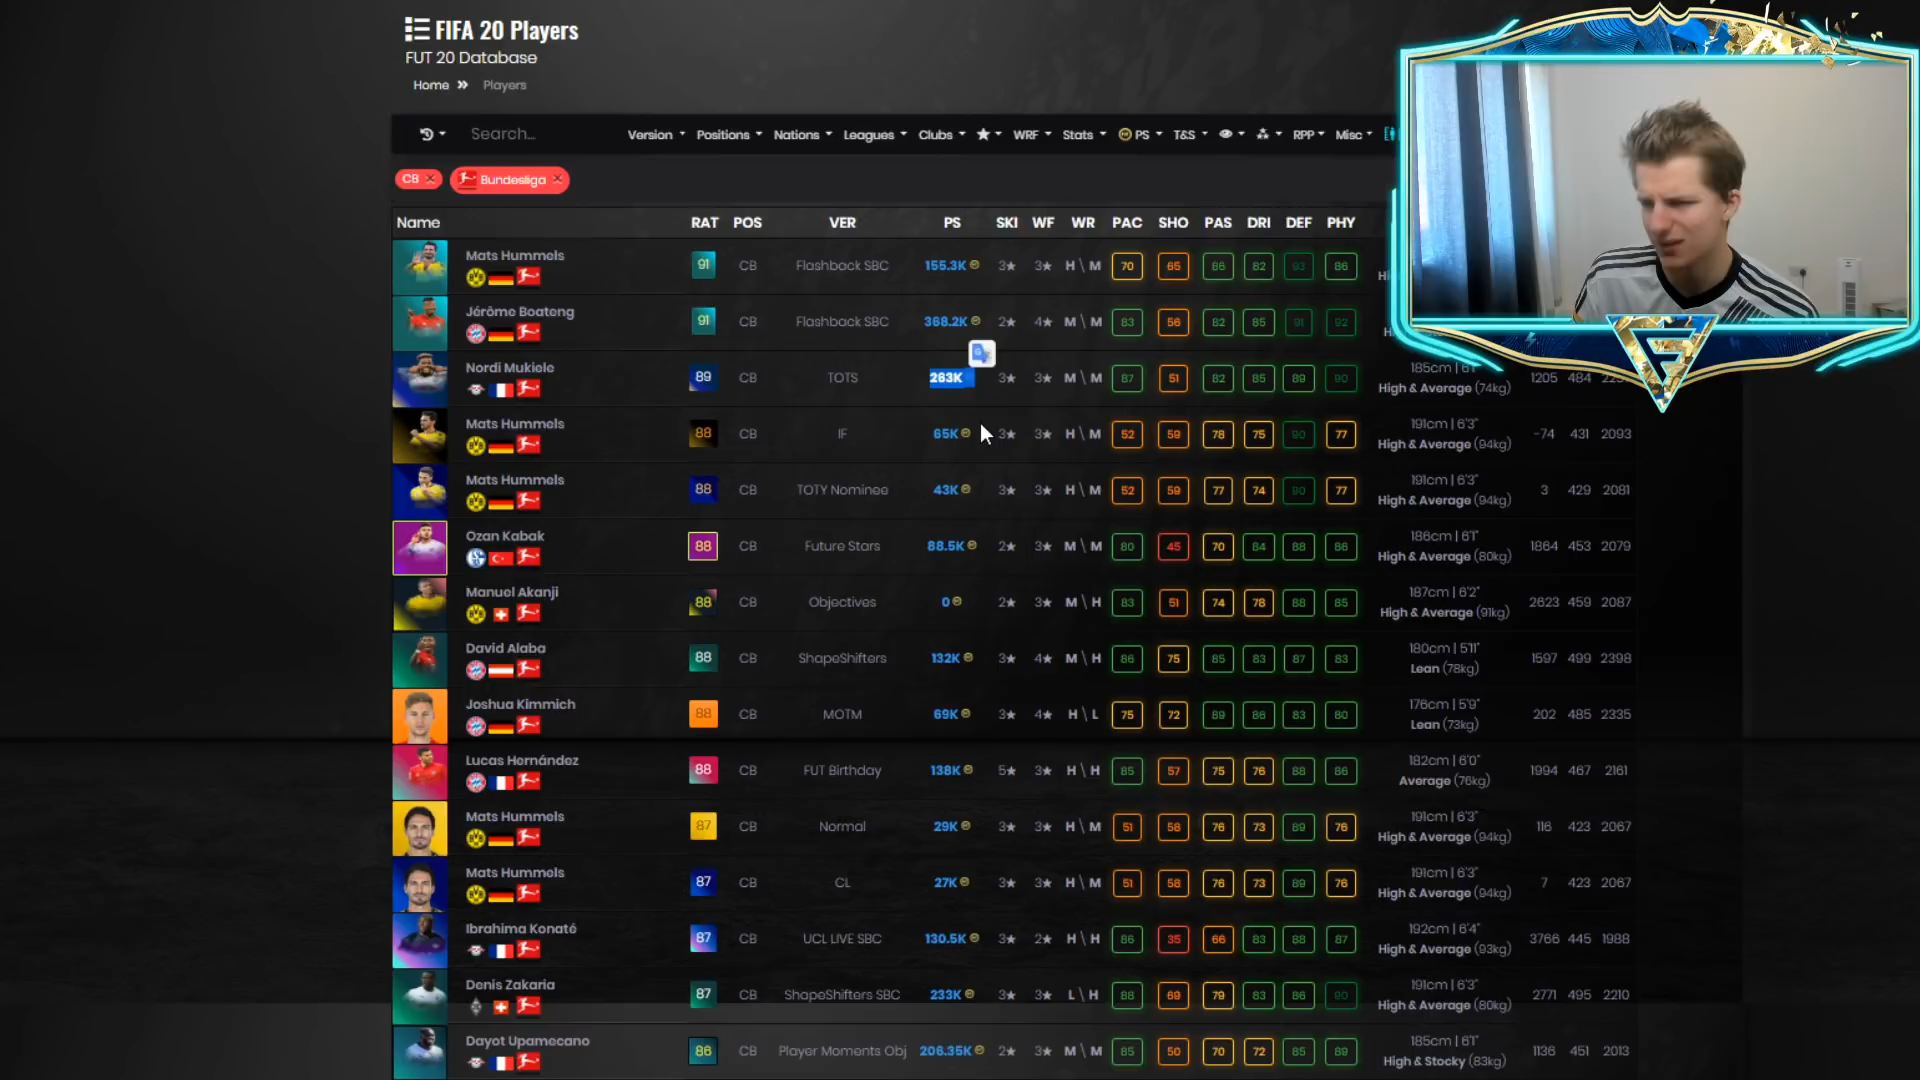 FIFA 20 Players
FUT 20 Database
Home » Players
Search... Version Positions Nations Leagues Clubs WRF Stats PS T&S RPP Misc
CB × Bundesliga ×
Name RAT POS VER PS SKI WF WR PAC SHO PAS DRI DEF PHY
Mats Hummels 91 CB Flashback SBC 155.3K 3★ 3★ H \ M 70 65 86 82 93 86
Jérôme Boateng 91 CB Flashback SBC 368.2K 2★ 4★ M \ M 83 56 82 85 91 92
Nordi Mukiele 89 CB TOTS 263K 3★ 3★ M \ M 87 51 82 85 89 90 185cm | 6'1" 1205 484
High & Average (74kg)
Mats Hummels 88 CB IF 65K 3★ 3★ H \ M 52 59 78 75 90 77 191cm | 6'3" -74 431 2093
High & Average (94kg)
Mats Hummels 88 CB TOTY Nominee 43K 3★ 3★ H \ M 52 59 77 74 90 77 191cm | 6'3" 3 429 2081
High & Average (94kg)
Ozan Kabak 88 CB Future Stars 88.5K 2★ 3★ M \ M 80 45 70 84 88 86 186cm | 6'1" 1864 453 2079
High & Average (80kg)
Manuel Akanji 88 CB Objectives 0 2★ 3★ M \ H 83 51 74 78 88 85 187cm | 6'2" 2623 459 2087
High & Average (91kg)
David Alaba 88 CB ShapeShifters 132K 3★ 4★ M \ H 86 75 85 83 87 83 180cm | 5'11" 1597 499 2398
Lean (78kg)
Joshua Kimmich 88 CB MOTM 69K 3★ 4★ H \ L 75 72 89 86 83 80 176cm | 5'9" 202 485 2335
Lean (73kg)
Lucas Hernández 88 CB FUT Birthday 138K 5★ 3★ H \ H 85 57 75 76 88 86 182cm | 6'0" 1994 467 2161
Average (76kg)
Mats Hummels 87 CB Normal 29K 3★ 3★ H \ M 51 58 76 73 89 76 191cm | 6'3" 116 423 2067
High & Average (94kg)
Mats Hummels 87 CB CL 27K 3★ 3★ H \ M 51 58 76 73 89 76 191cm | 6'3" 7 423 2067
High & Average (94kg)
Ibrahima Konaté 87 CB UCL LIVE SBC 130.5K 3★ 2★ H \ H 86 35 66 83 88 87 192cm | 6'4" 3766 445 1988
High & Average (93kg)
Denis Zakaria 87 CB ShapeShifters SBC 233K 3★ 3★ L \ H 88 69 79 83 86 90 191cm | 6'3" 2771 495 2210
High & Average (80kg)
Dayot Upamecano 86 CB Player Moments Obj 206.35K 2★ 3★ M \ M 85 50 70 72 85 89 185cm | 6'1" 1136 451 2013
High & Stocky (83kg)